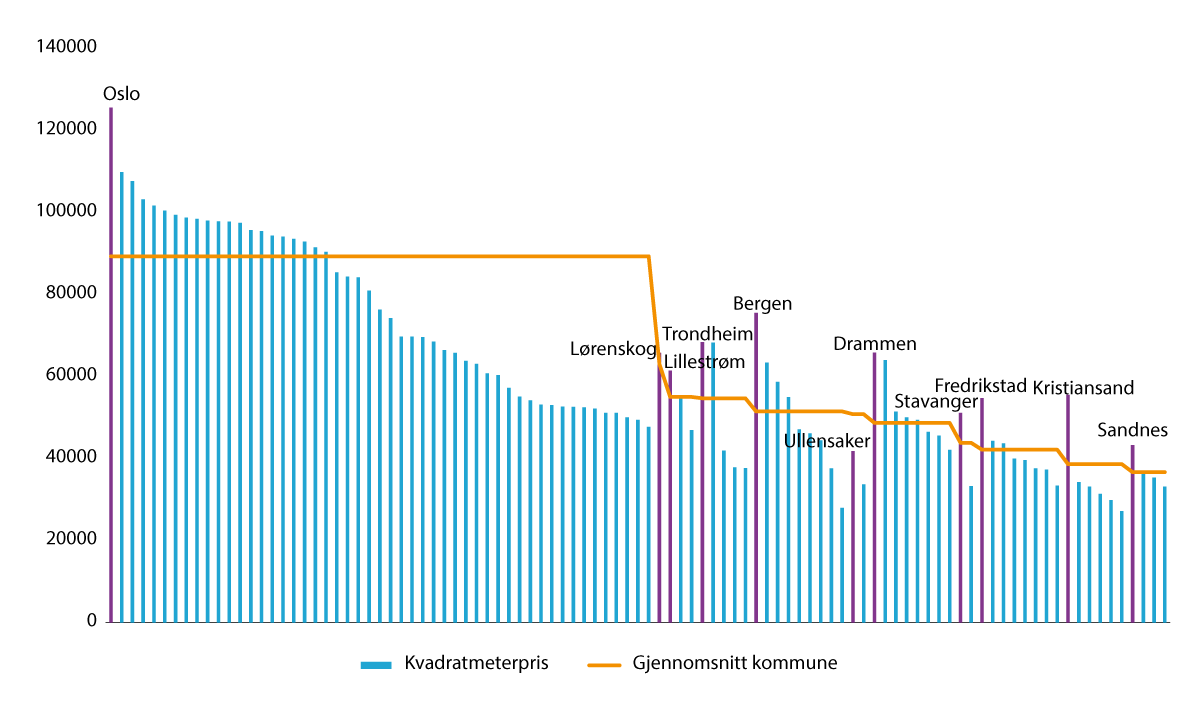 140000
Oslo
120000
100000
80000
Bergen
Trondheim
Drammen
Lørenskog
Lillestrøm
60000
Fredrikstad
Kristiansand
Stavanger
Sandnes
Ullensaker
40000
20000
0
Kvadratmeterpris
Gjennomsnitt kommune